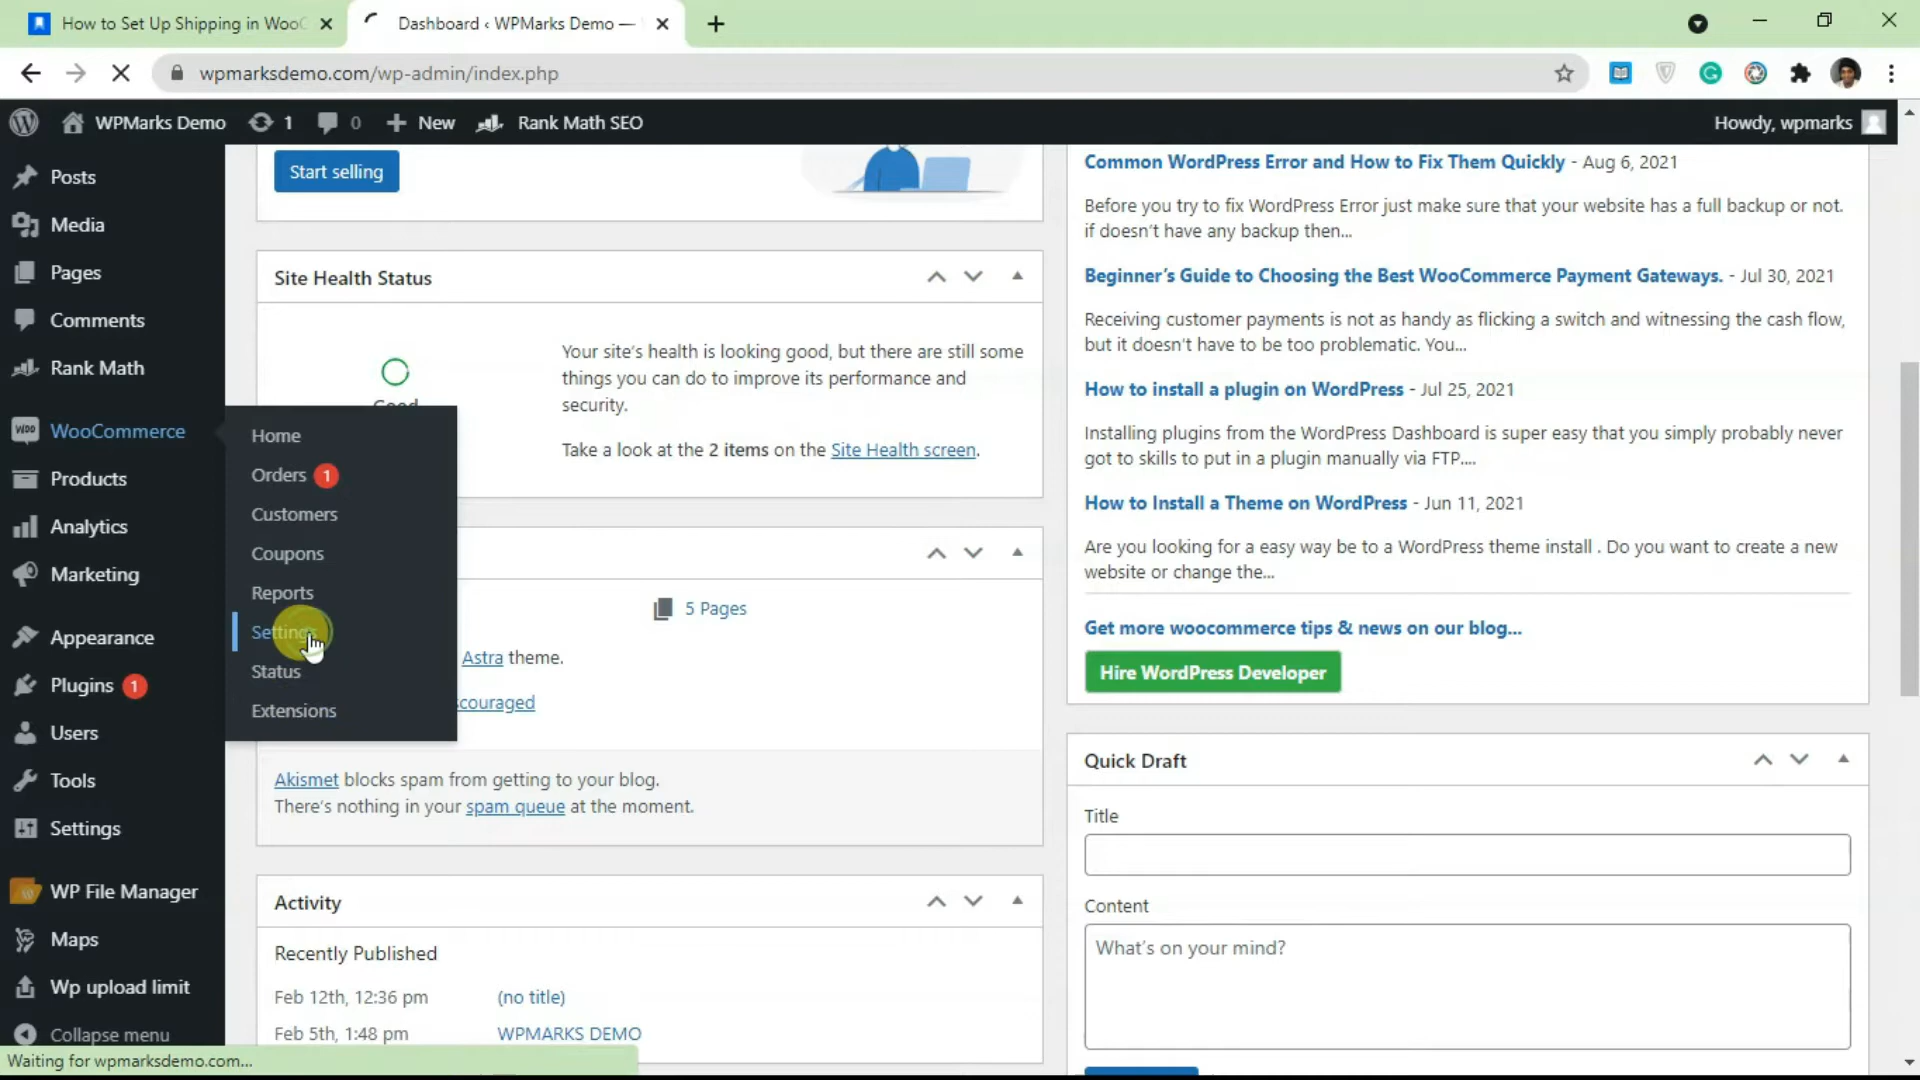 How to Set Up Shipping in WooC
Dashboard ‹ WPMarks Demo —
wpmarksdemo.com/wp-admin/index.php
WPMarks Demo 1 0 New Rank Math SEO Howdy, wpmarks
Posts
Media
Pages
Comments
Rank Math
WooCommerce
Products
Analytics
Marketing
Appearance
Plugins 1
Users
Tools
Settings
WP File Manager
Maps
Wp upload limit
Collapse menu
Waiting for wpmarksdemo.com...
Home
Orders 1
Customers
Coupons
Reports
Settings
Status
Extensions
Start selling
Site Health Status
Good
Your site's health is looking good, but there are still some
things you can do to improve its performance and
security.
Take a look at the 2 items on the Site Health screen.
5 Pages
Astra theme.
scouraged
Akismet blocks spam from getting to your blog.
There's nothing in your spam queue at the moment.
Activity
Recently Published
Feb 12th, 12:36 pm (no title)
Feb 5th, 1:48 pm WPMARKS DEMO
Common WordPress Error and How to Fix Them Quickly - Aug 6, 2021
Before you try to fix WordPress Error just make sure that your website has a full backup or not.
if doesn't have any backup then...
Beginner's Guide to Choosing the Best WooCommerce Payment Gateways. - Jul 30, 2021
Receiving customer payments is not as handy as flicking a switch and witnessing the cash flow,
but it doesn't have to be too problematic. You...
How to install a plugin on WordPress - Jul 25, 2021
Installing plugins from the WordPress Dashboard is super easy that you simply probably never
got to skills to put in a plugin manually via FTP....
How to Install a Theme on WordPress - Jun 11, 2021
Are you looking for a easy way be to a WordPress theme install . Do you want to create a new
website or change the...
Get more woocommerce tips & news on our blog...
Hire WordPress Developer
Quick Draft
Title
Content
What's on your mind?